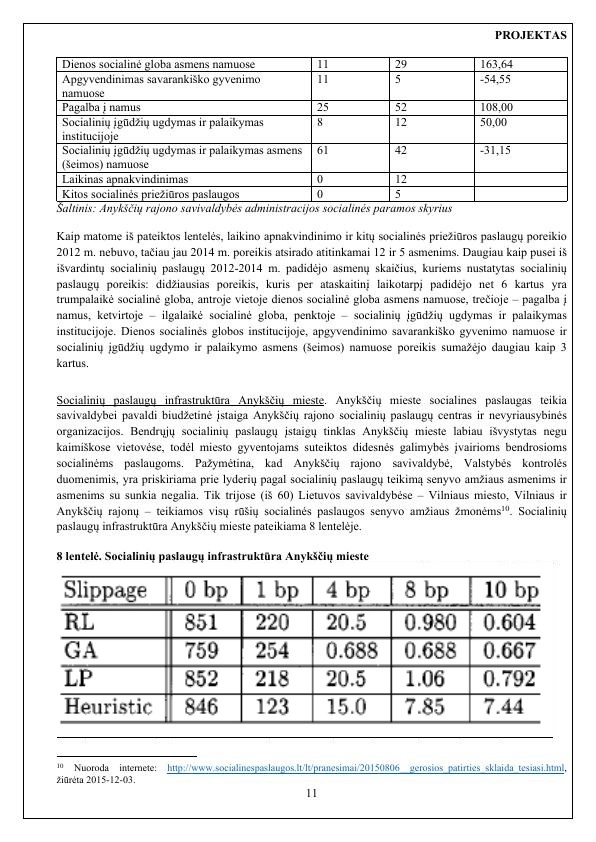 PROJEKTAS
Dienos socialinė globa asmens namuose 11 29 163,64
Apgyvendinimas savarankiško gyvenimo 11 5 -54,55
namuose
Pagalba į namus 25 52 108,00
Socialinių įgūdžių ugdymas ir palaikymas 8 12 50,00
institucijoje
Socialinių įgūdžių ugdymas ir palaikymas asmens 61 42 -31,15
(šeimos) namuose
Laikinas apnakvindinimas 0 12
Kitos socialinės priežiūros paslaugos 0 5
Šaltinis: Anykščių rajono savivaldybės administracijos socialinės paramos skyrius
Kaip matome iš pateiktos lentelės, laikino apnakvindinimo ir kitų socialinės priežiūros paslaugų poreikio
2012 m. nebuvo, tačiau jau 2014 m. poreikis atsirado atitinkamai 12 ir 5 asmenims. Daugiau kaip pusei iš
išvardintų socialinių paslaugų 2012-2014 m. padidėjo asmenų skaičius, kuriems nustatytas socialinių
paslaugų poreikis: didžiausias poreikis, kuris per ataskaitinį laikotarpį padidėjo net 6 kartus yra
trumpalaikė socialinė globa, antroje vietoje dienos socialinė globa asmens namuose, trečioje – pagalba į
namus, ketvirtoje – ilgalaikė socialinė globa, penktoje – socialinių įgūdžių ugdymas ir palaikymas
institucijoje. Dienos socialinės globos institucijoje, apgyvendinimo savarankiško gyvenimo namuose ir
socialinių įgūdžių ugdymo ir palaikymo asmens (šeimos) namuose poreikis sumažėjo daugiau kaip 3
kartus.
Socialinių paslaugų infrastruktūra Anykščių mieste. Anykščių mieste socialines paslaugas teikia
savivaldybei pavaldi biudžetinė įstaiga Anykščių rajono socialinių paslaugų centras ir nevyriausybinės
organizacijos. Bendrųjų socialinių paslaugų įstaigų tinklas Anykščių mieste labiau išvystytas negu
kaimiškose vietovėse, todėl miesto gyventojams suteiktos didesnės galimybės įvairioms bendrosioms
socialinėms paslaugoms. Pažymėtina, kad Anykščių rajono savivaldybė, Valstybės kontrolės
duomenimis, yra priskiriama prie lyderių pagal socialinių paslaugų teikimą senyvo amžiaus asmenims ir
asmenims su sunkia negalia. Tik trijose (iš 60) Lietuvos savivaldybėse – Vilniaus miesto, Vilniaus ir
Anykščių rajonų – teikiamos visų rūšių socialinės paslaugos senyvo amžiaus žmonėms¹⁰. Socialinių
paslaugų infrastruktūra Anykščių mieste pateikiama 8 lentelėje.
8 lentelė. Socialinių paslaugų infrastruktūra Anykščių mieste
Slippage 0 bp 1 bp 4 bp 8 bp 10 bp
RL 851 220 20.5 0.980 0.604
GA 759 254 0.688 0.688 0.667
LP 852 218 20.5 1.06 0.792
Heuristic 846 123 15.0 7.85 7.44
¹⁰ Nuoroda internete: http://www.socialinespaslaugos.lt/lt/pranesimai/20150806__gerosios_patirties_sklaida_tesiasi.html,
žiūrėta 2015-12-03.
11